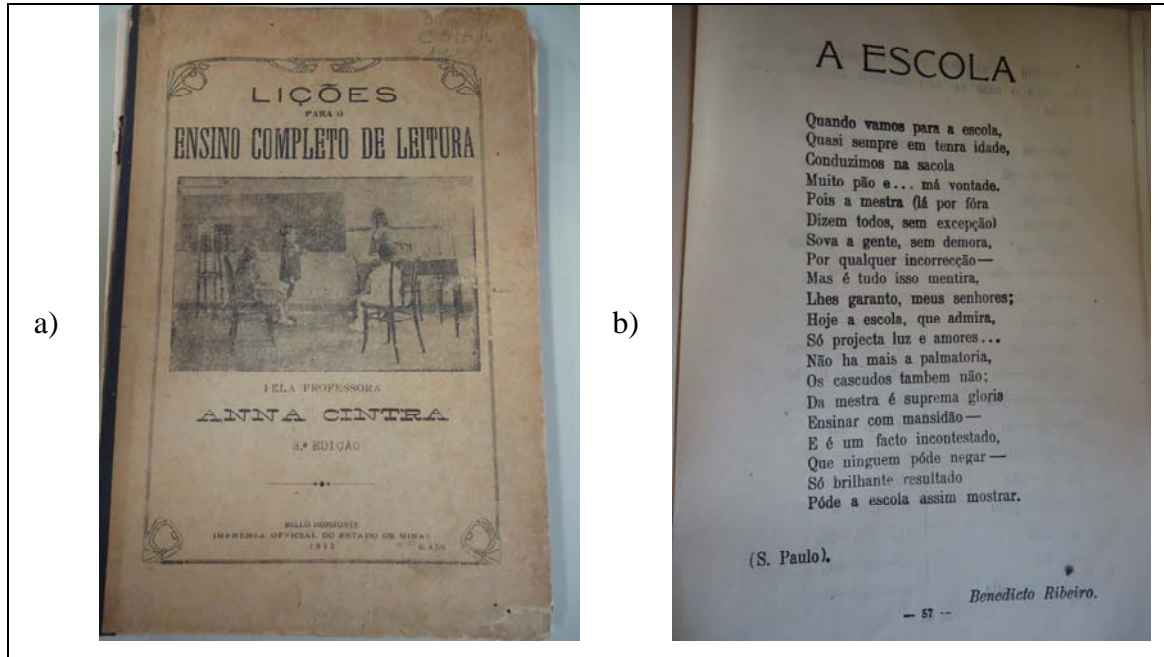 a)
LIÇÕES
PARA O
ENSINO COMPLETO DE LEITURA
PELA PROFESSORA
ANNA CINTRA
3.ª EDIÇÃO
BELLO HORIZONTE
IMPRENSA OFFICIAL DO ESTADO DE MINAS
1932
b)
A ESCOLA
Quando vamos para a escola,
Quasi sempre em tenra idade,
Conduzimos na sacola
Muito pão e... má vontade.
Pois a mestra (lá por fóra
Dizem todos, sem excepção)
Sova a gente, sem demora,
Por qualquer incorrecção—
Mas é tudo isso mentira,
Lhes garanto, meus senhores;
Hoje a escola, que admira,
Só projecta luz e amores...
Não ha mais a palmatoria,
Os cascudos tambem não;
Da mestra é suprema gloria
Ensinar com mansidão—
E é um facto incontestado,
Que ninguem póde negar—
Só brilhante resultado
Póde a escola assim mostrar.
(S. Paulo).
Benedicto Ribeiro.
— 57 —